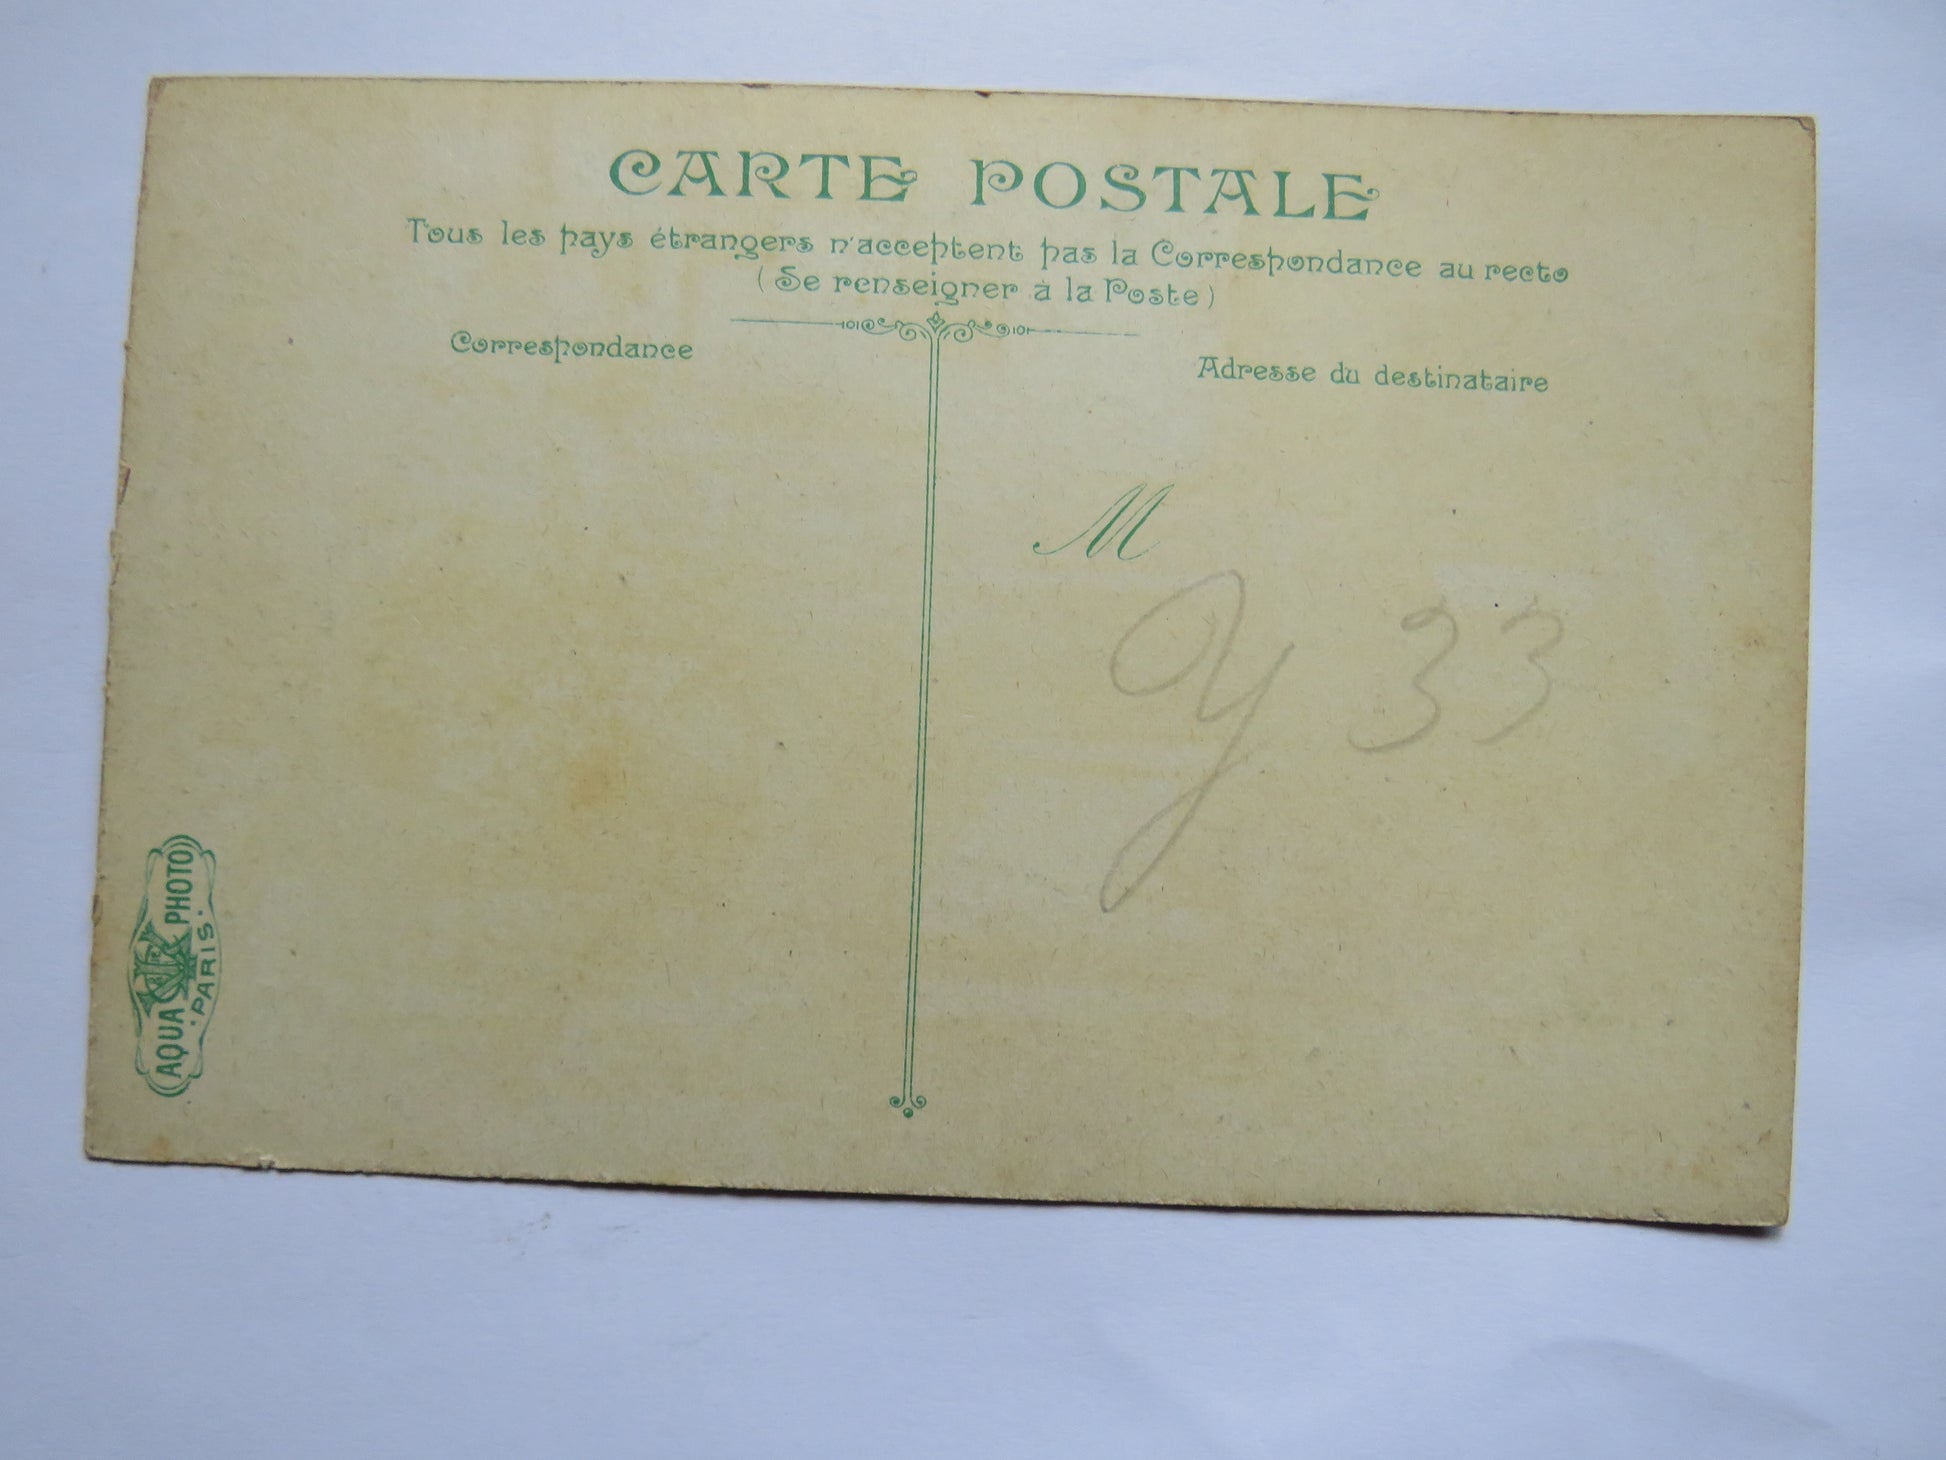 CARTE POSTALE
Tous les pays étrangers n'acceptent pas la Correspondance au recto
(Se renseigner à la Poste)
Correspondance
Adresse du destinataire
M
y 33
AQUA PHOTO
PARIS